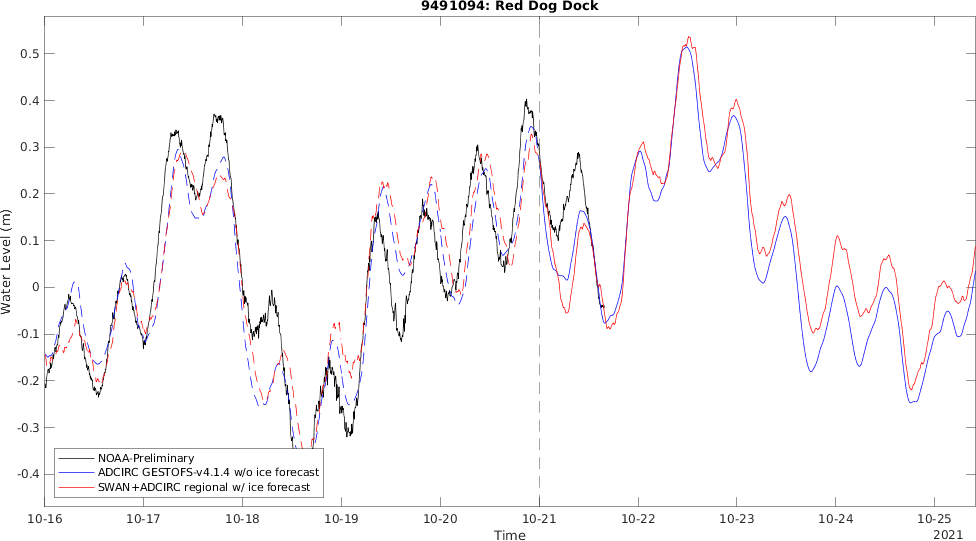 9491094: Red Dog Dock
Water Level (m)
0.5
0.4
0.3
0.2
0.1
0
-0.1
-0.2
-0.3
-0.4
NOAA-Preliminary
ADCIRC GESTOFS-v4.1.4 w/o ice forecast
SWAN+ADCIRC regional w/ ice forecast
10-16 10-17 10-18 10-19 10-20 10-21 10-22 10-23 10-24 10-25
Time
2021